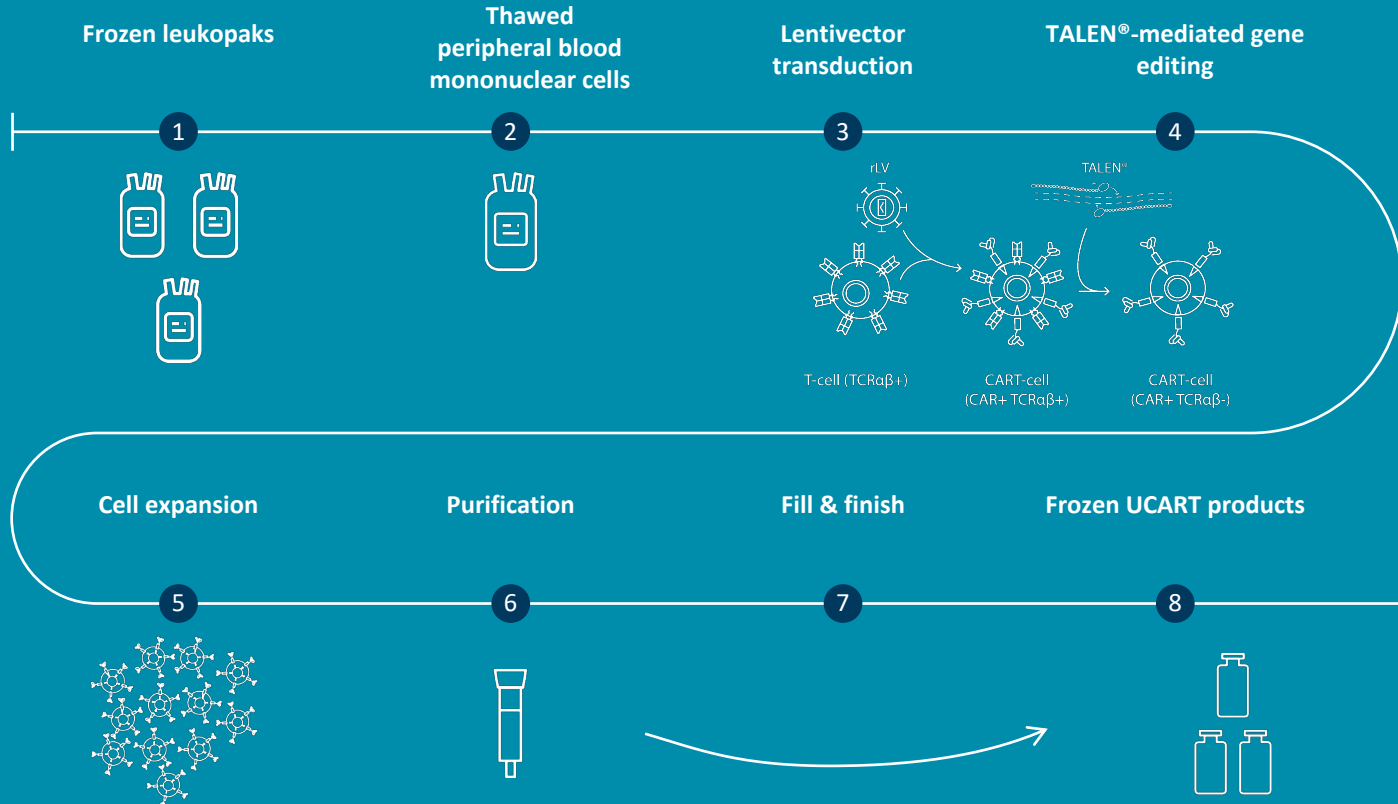 Frozen leukopaks
Thawed
peripheral blood
mononuclear cells
Lentivector
transduction
TALEN®-mediated gene
editing
1
2
3
4
rLV
TALEN®
T-cell (TCRαβ+)
CART-cell
(CAR+ TCRαβ+)
CART-cell
(CAR+ TCRαβ-)
Cell expansion
Purification
Fill & finish
Frozen UCART products
5
6
7
8